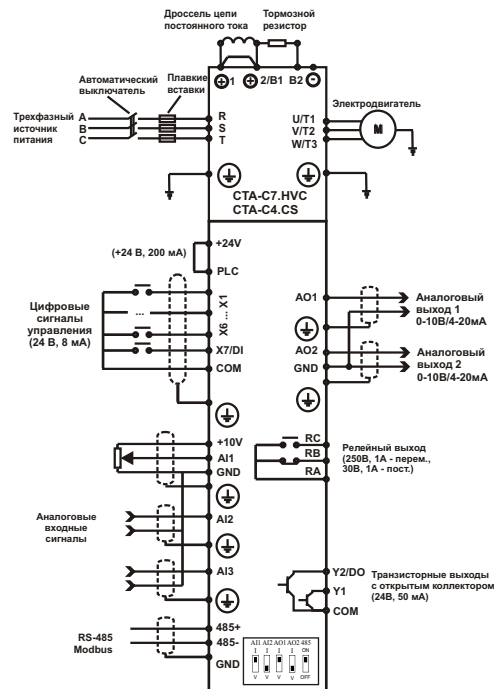 Дроссель цепи
постоянного тока
Тормозной
резистор
1
2/B1
B2
Автоматический
выключатель
Плавкие
вставки
Трехфазный
источник
питания
A
B
C
R
S
T
U/T1
V/T2
W/T3
Электродвигатель
M
CTA-C7.HVC
CTA-C4.CS
+24V
(+24 В, 200 мА)
PLC
Цифровые
сигналы
управления
(24 В, 8 мА)
...
X6 ... X1
X7/DI
COM
AO1
Аналоговый
выход 1
0-10В/4-20мА
AO2
GND
Аналоговый
выход 2
0-10В/4-20мА
+10V
AI1
GND
RC
RB
RA
Релейный выход
(250В, 1А - перем.,
30В, 1А - пост.)
Аналоговые
входные
сигналы
AI2
AI3
Y2/DO
Y1
COM
Транзисторные выходы
с открытым коллектором
(24В, 50 мА)
RS-485
Modbus
485+
485-
GND
AI1 AI2 AO1 AO2 485
I I I I ON
V V V V OFF